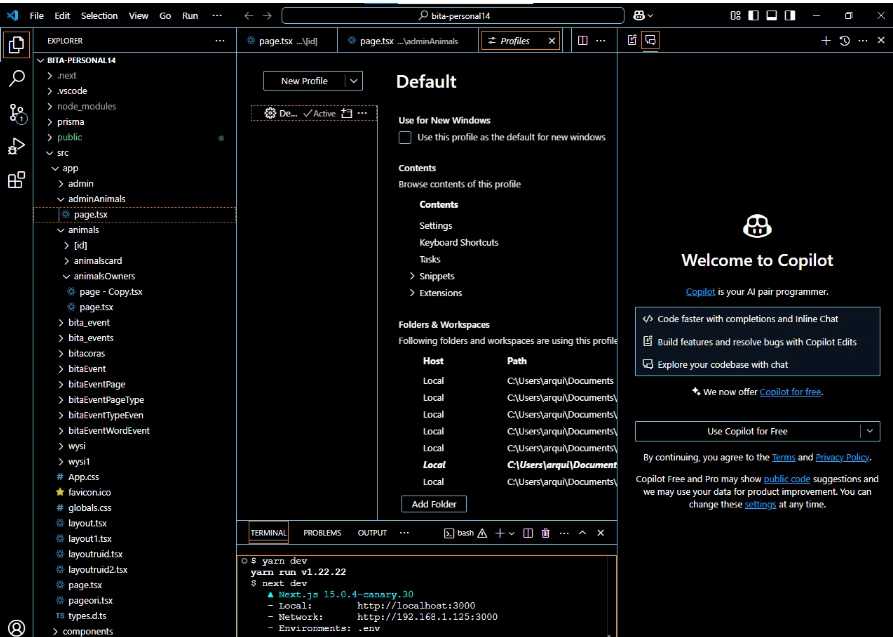 File Edit Selection View Go Run ···
bita-personal14
EXPLORER ···
BITA-PERSONAL14
.next
.vscode
node_modules
prisma
public
src
app
admin
adminAnimals
page.tsx
animals
[id]
animalscard
animalsOwners
page - Copy.tsx
page.tsx
bita_event
bita_events
bitacoras
bitaEvent
bitaEventPage
bitaEventPageType
bitaEventTypeEven
bitaEventWordEvent
wysi
wysi1
# App.css
favicon.ico
# globals.css
layout.tsx
layout1.tsx
layoutruid.tsx
layoutruid2.tsx
page.tsx
pageori.tsx
TS types.d.ts
components
1
page.tsx ...\[id]
page.tsx ...\adminAnimals
Profiles
New Profile
De... Active ···
Default
Use for New Windows
Use this profile as the default for new windows
Contents
Browse contents of this profile
Contents
Settings
Keyboard Shortcuts
Tasks
Snippets
Extensions
Folders & Workspaces
Following folders and workspaces are using this profile
Host Path
Local C:\Users\arqui\Documents
Local C:\Users\arqui\Documents\
Local C:\Users\arqui\Documents\
Local C:\Users\arqui\Documents\
Local C:\Users\arqui\Documents\
Local C:\Users\arqui\Document
Local C:\Users\arqui\Documents\
Add Folder
TERMINAL PROBLEMS OUTPUT ···
bash
$ yarn dev
yarn run v1.22.22
$ next dev
▲ Next.js 15.0.4-canary.30
- Local: http://localhost:3000
- Network: http://192.168.1.125:3000
- Environments: .env
Welcome to Copilot
Copilot is your AI pair programmer.
Code faster with completions and Inline Chat
Build features and resolve bugs with Copilot Edits
Explore your codebase with chat
We now offer Copilot for free.
Use Copilot for Free
By continuing, you agree to the Terms and Privacy Policy.
Copilot Free and Pro may show public code suggestions and
we may use your data for product improvement. You can
change these settings at any time.